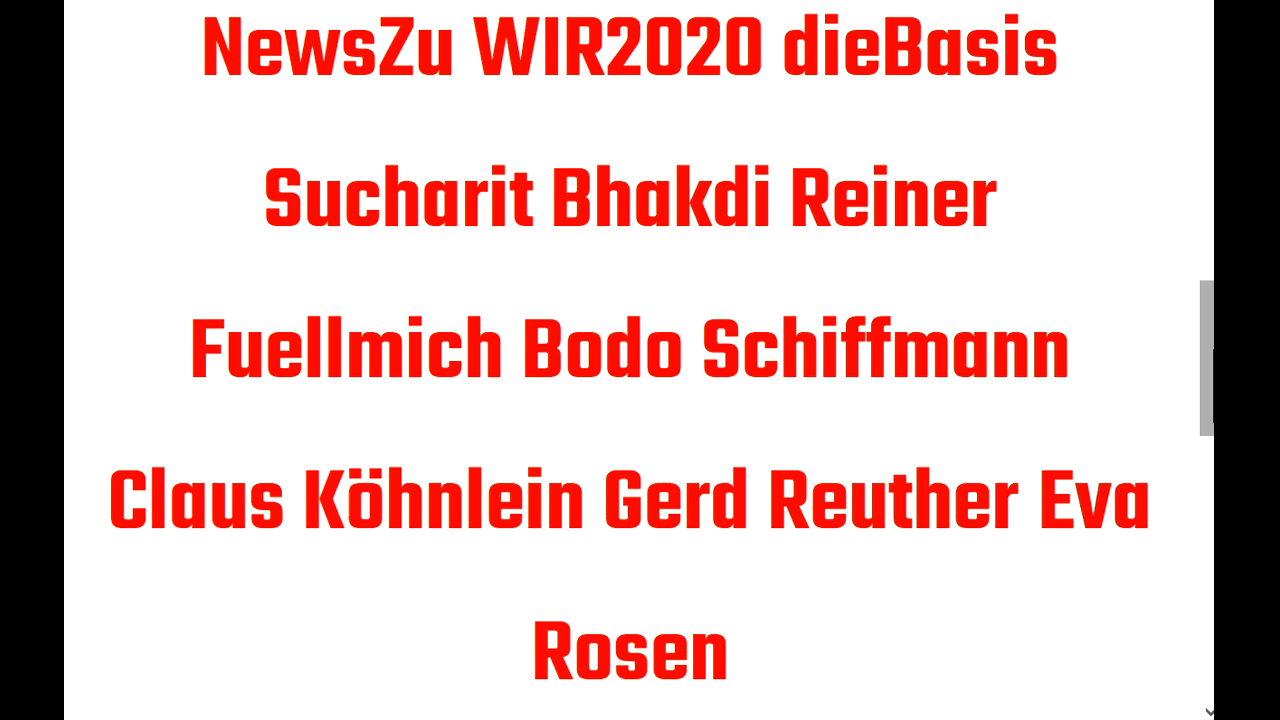 NewsZu WIR2020 dieBasis
Sucharit Bhakdi Reiner
Fuellmich Bodo Schiffmann
Claus Köhnlein Gerd Reuther Eva
Rosen